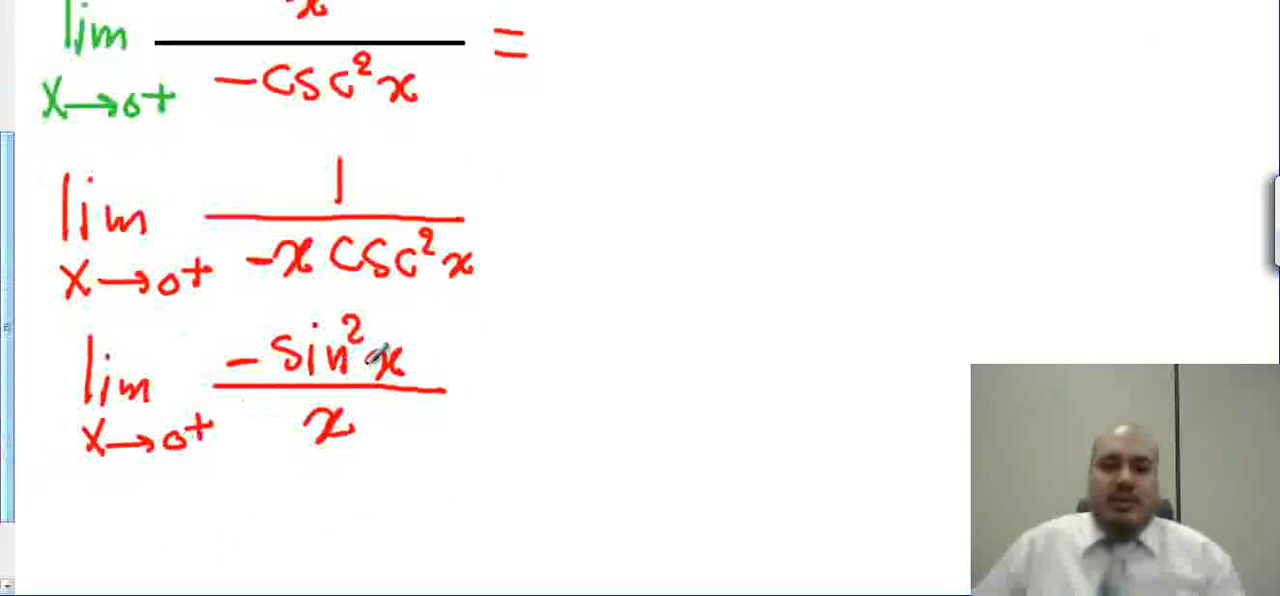 lim x→0+ x / -csc²x =
lim x→0+ 1 / -x csc²x
lim x→0+ -sin²x / x